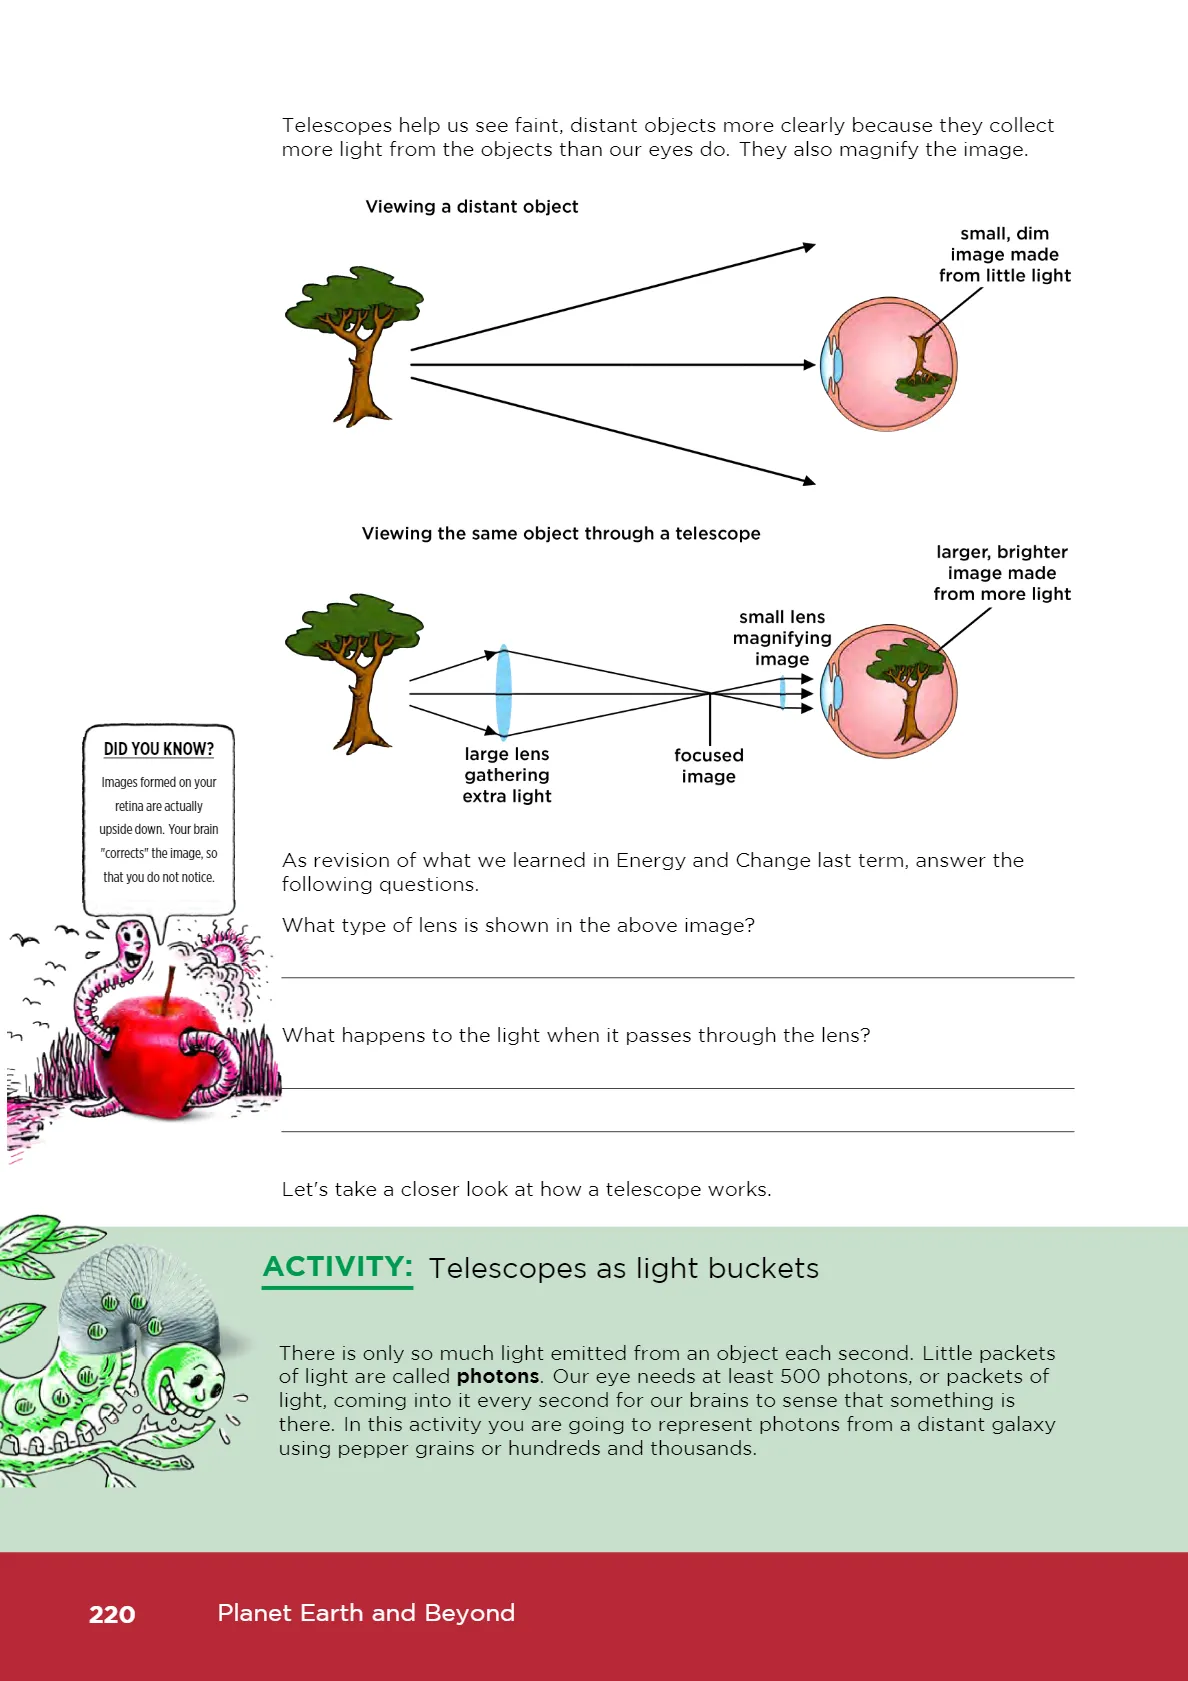 Telescopes help us see faint, distant objects more clearly because they collect
more light from the objects than our eyes do. They also magnify the image.
Viewing a distant object
small, dim
image made
from little light
Viewing the same object through a telescope
larger, brighter
image made
from more light
small lens
magnifying
image
large lens
gathering
extra light
focused
image
DID YOU KNOW?
Images formed on your
retina are actually
upside down. Your brain
"corrects" the image, so
that you do not notice.
As revision of what we learned in Energy and Change last term, answer the
following questions.
What type of lens is shown in the above image?
What happens to the light when it passes through the lens?
Let's take a closer look at how a telescope works.
ACTIVITY: Telescopes as light buckets
There is only so much light emitted from an object each second. Little packets
of light are called photons. Our eye needs at least 500 photons, or packets of
light, coming into it every second for our brains to sense that something is
there. In this activity you are going to represent photons from a distant galaxy
using pepper grains or hundreds and thousands.
220 Planet Earth and Beyond